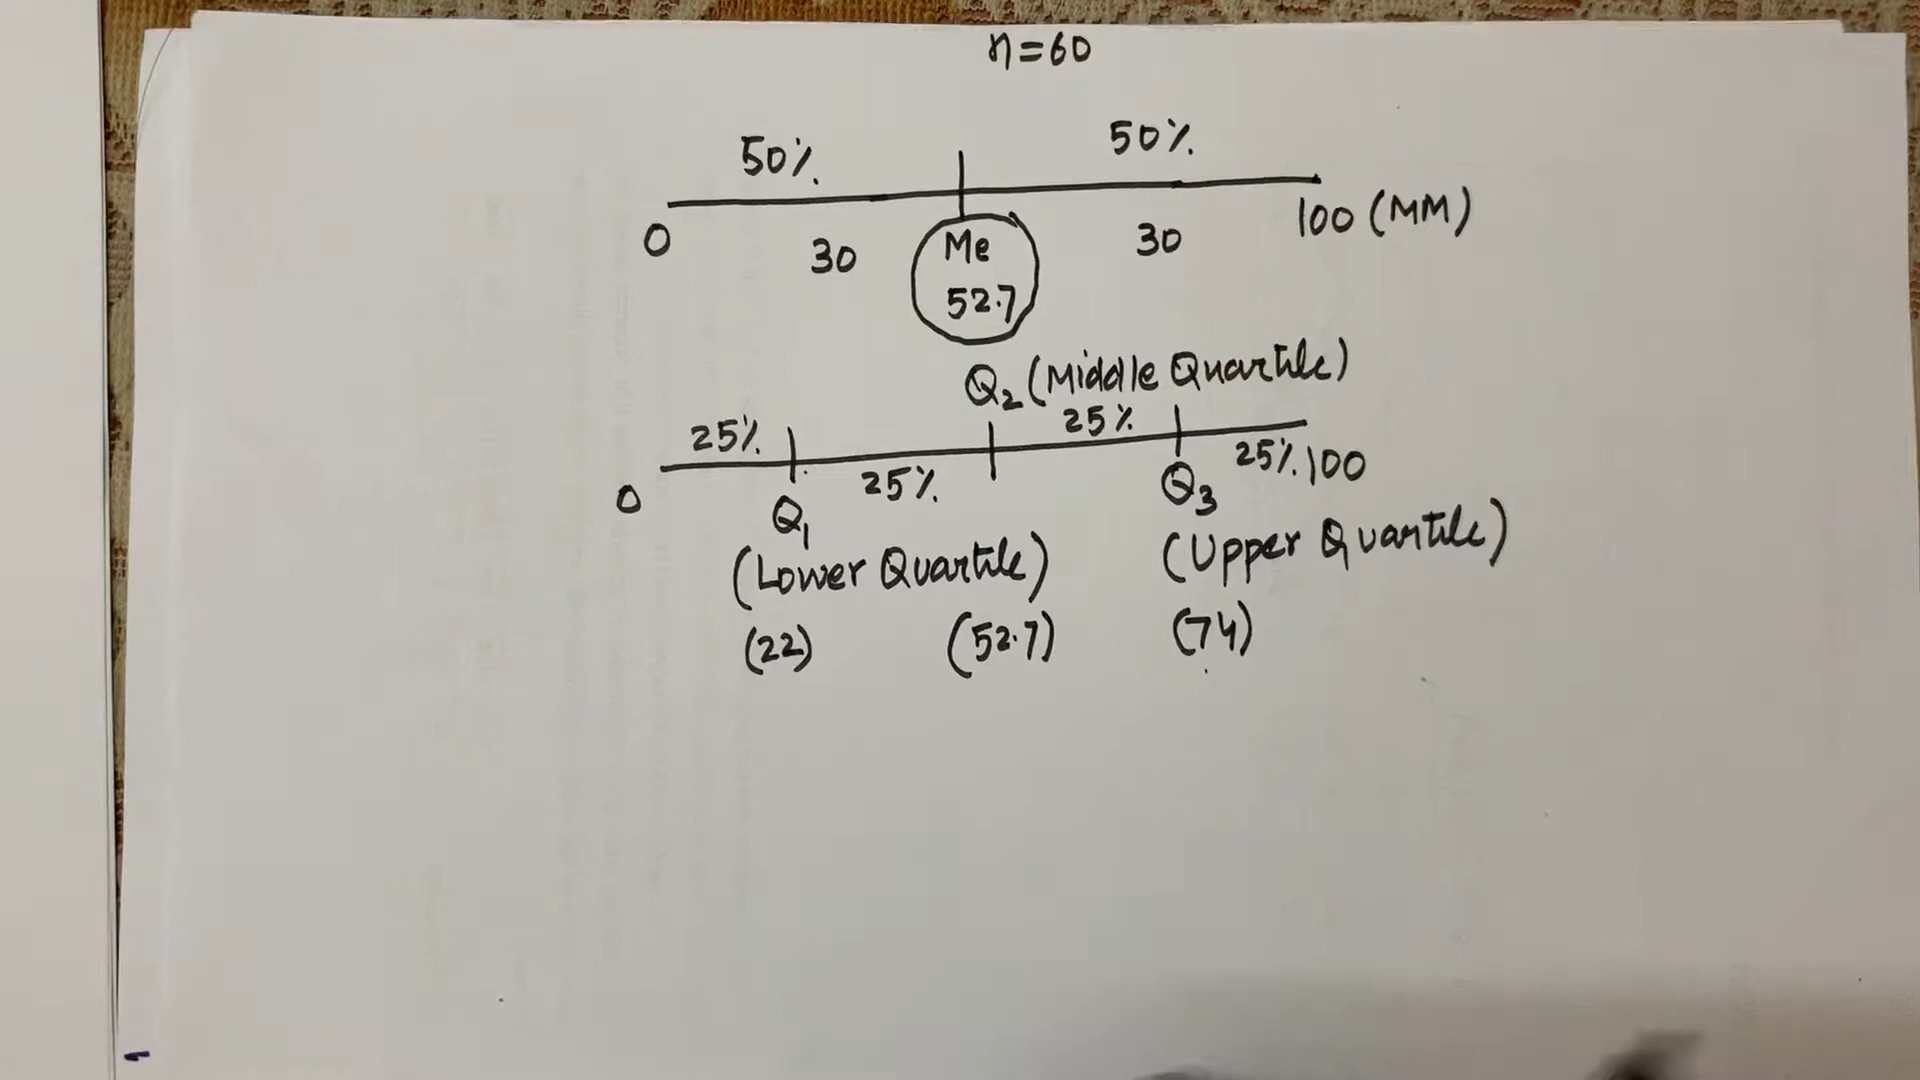 n=60
50% 50%
0 30 Me 30 100 (MM)
52.7
Q2 (Middle Quartile)
25% 25% 25% 25%
0 Q1 Q3 100
(Lower Quartile) (Upper Quartile)
(22) (52.7) (74)